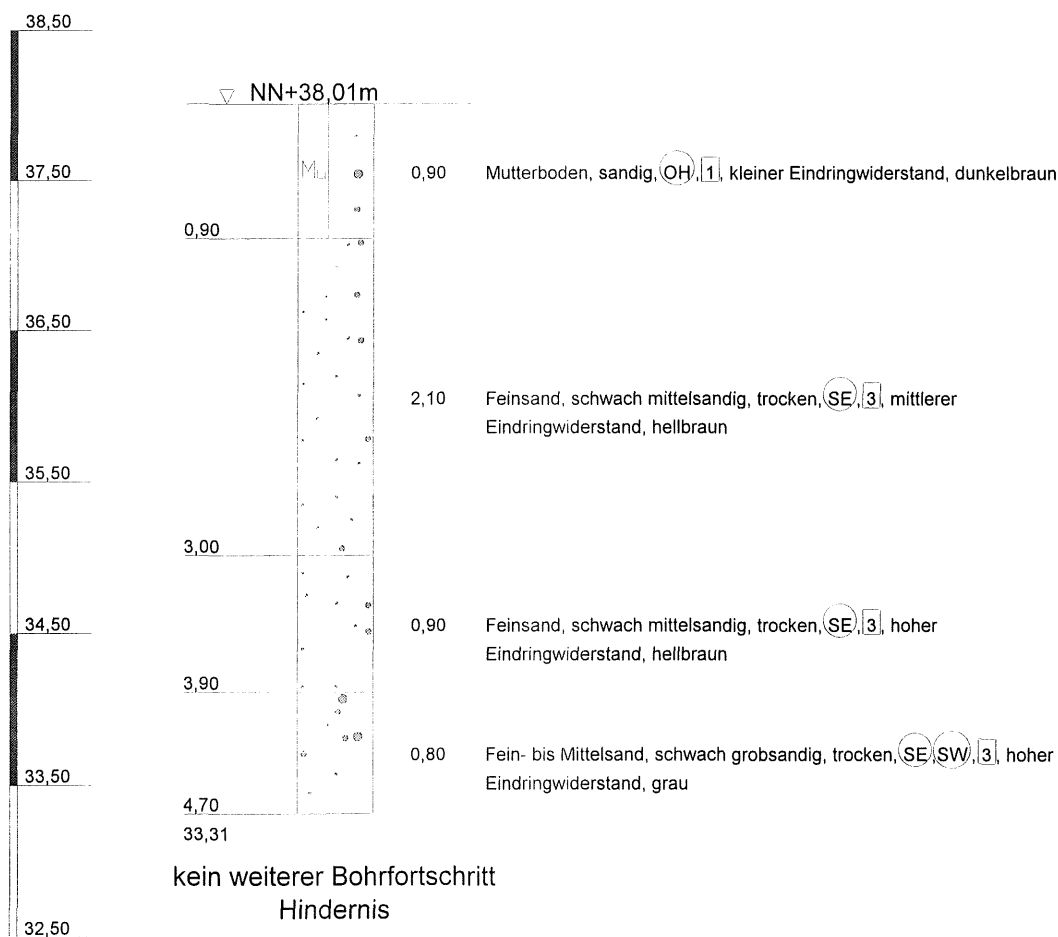 38,50
NN+38,01m
37,50
Mu
0,90 Mutterboden, sandig, OH, 1, kleiner Eindringwiderstand, dunkelbraun
0,90
36,50
2,10 Feinsand, schwach mittelsandig, trocken, SE, 3, mittlerer
Eindringwiderstand, hellbraun
35,50
3,00
34,50
0,90 Feinsand, schwach mittelsandig, trocken, SE, 3, hoher
Eindringwiderstand, hellbraun
3,90
0,80 Fein- bis Mittelsand, schwach grobsandig, trocken, SE, SW, 3, hoher
Eindringwiderstand, grau
33,50
4,70
33,31
kein weiterer Bohrfortschritt
Hindernis
32,50